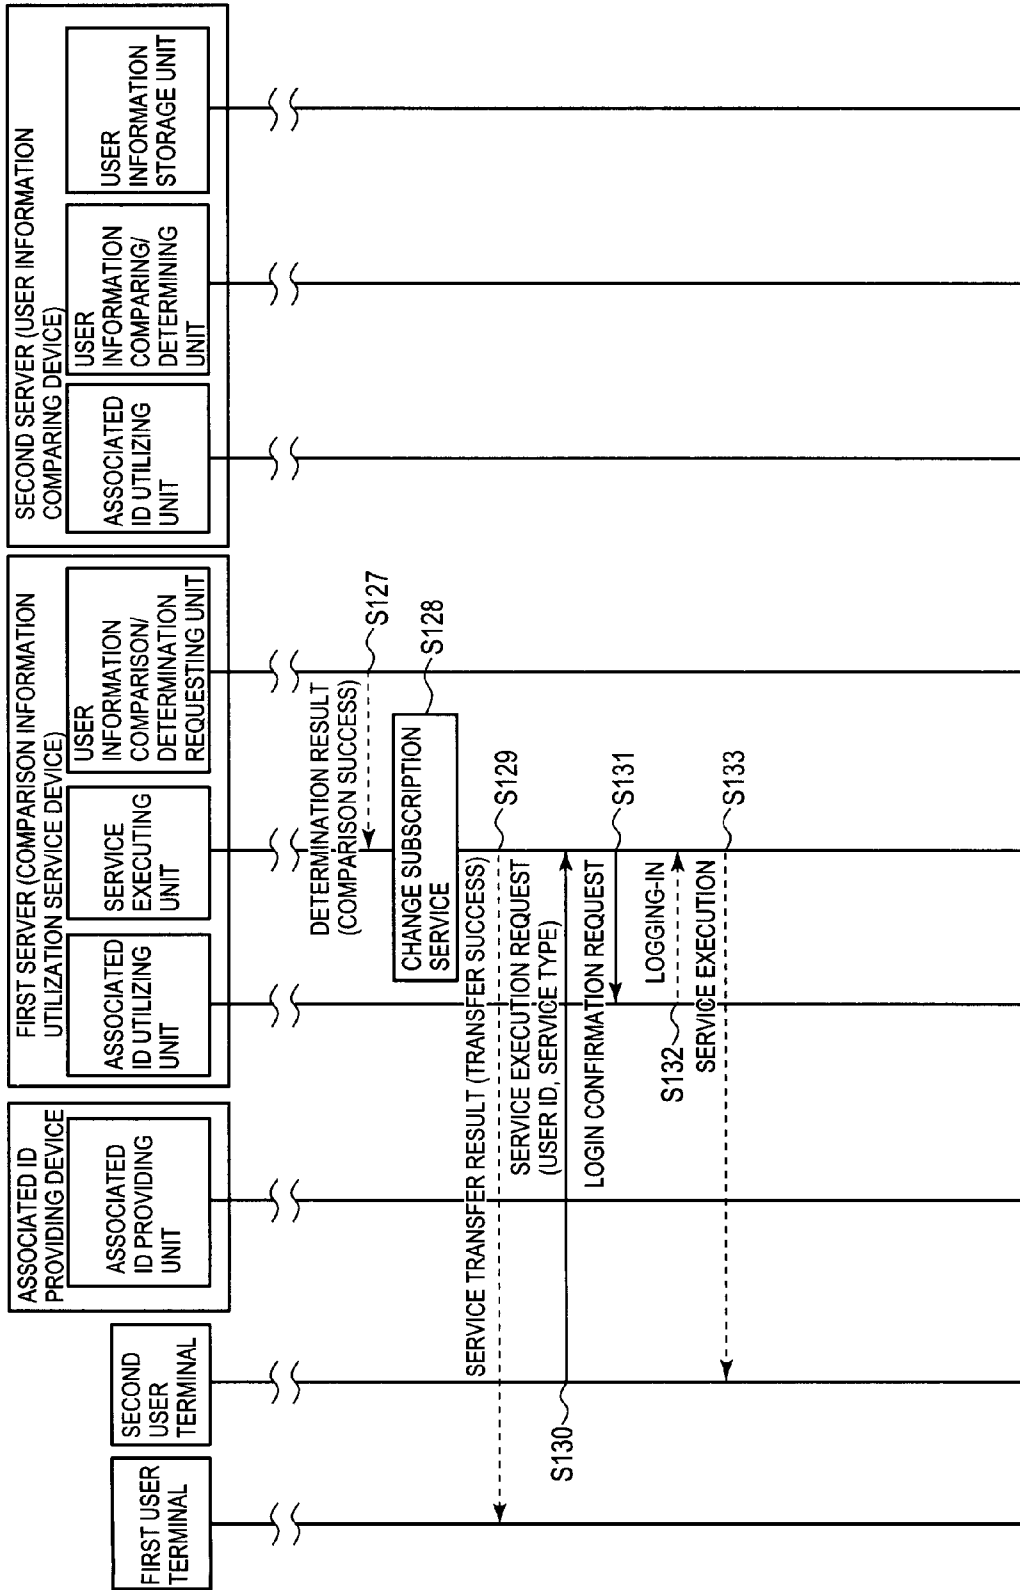 FIRST USER
TERMINAL
SECOND
USER
TERMINAL
ASSOCIATED ID
PROVIDING DEVICE
ASSOCIATED
ID PROVIDING
UNIT
FIRST SERVER (COMPARISON INFORMATION
UTILIZATION SERVICE DEVICE)
ASSOCIATED
ID UTILIZING
UNIT
SERVICE
EXECUTING
UNIT
USER
INFORMATION
COMPARISON/
DETERMINATION
REQUESTING UNIT
SECOND SERVER (USER INFORMATION
COMPARING DEVICE)
ASSOCIATED
ID UTILIZING
UNIT
USER
INFORMATION
COMPARING/
DETERMINING
UNIT
USER
INFORMATION
STORAGE UNIT
DETERMINATION RESULT
(COMPARISON SUCCESS)
S127
CHANGE SUBSCRIPTION
SERVICE
S128
SERVICE TRANSFER RESULT (TRANSFER SUCCESS)
S129
SERVICE EXECUTION REQUEST
(USER ID, SERVICE TYPE)
S130
LOGIN CONFIRMATION REQUEST
S131
LOGGING-IN
S132
SERVICE EXECUTION
S133